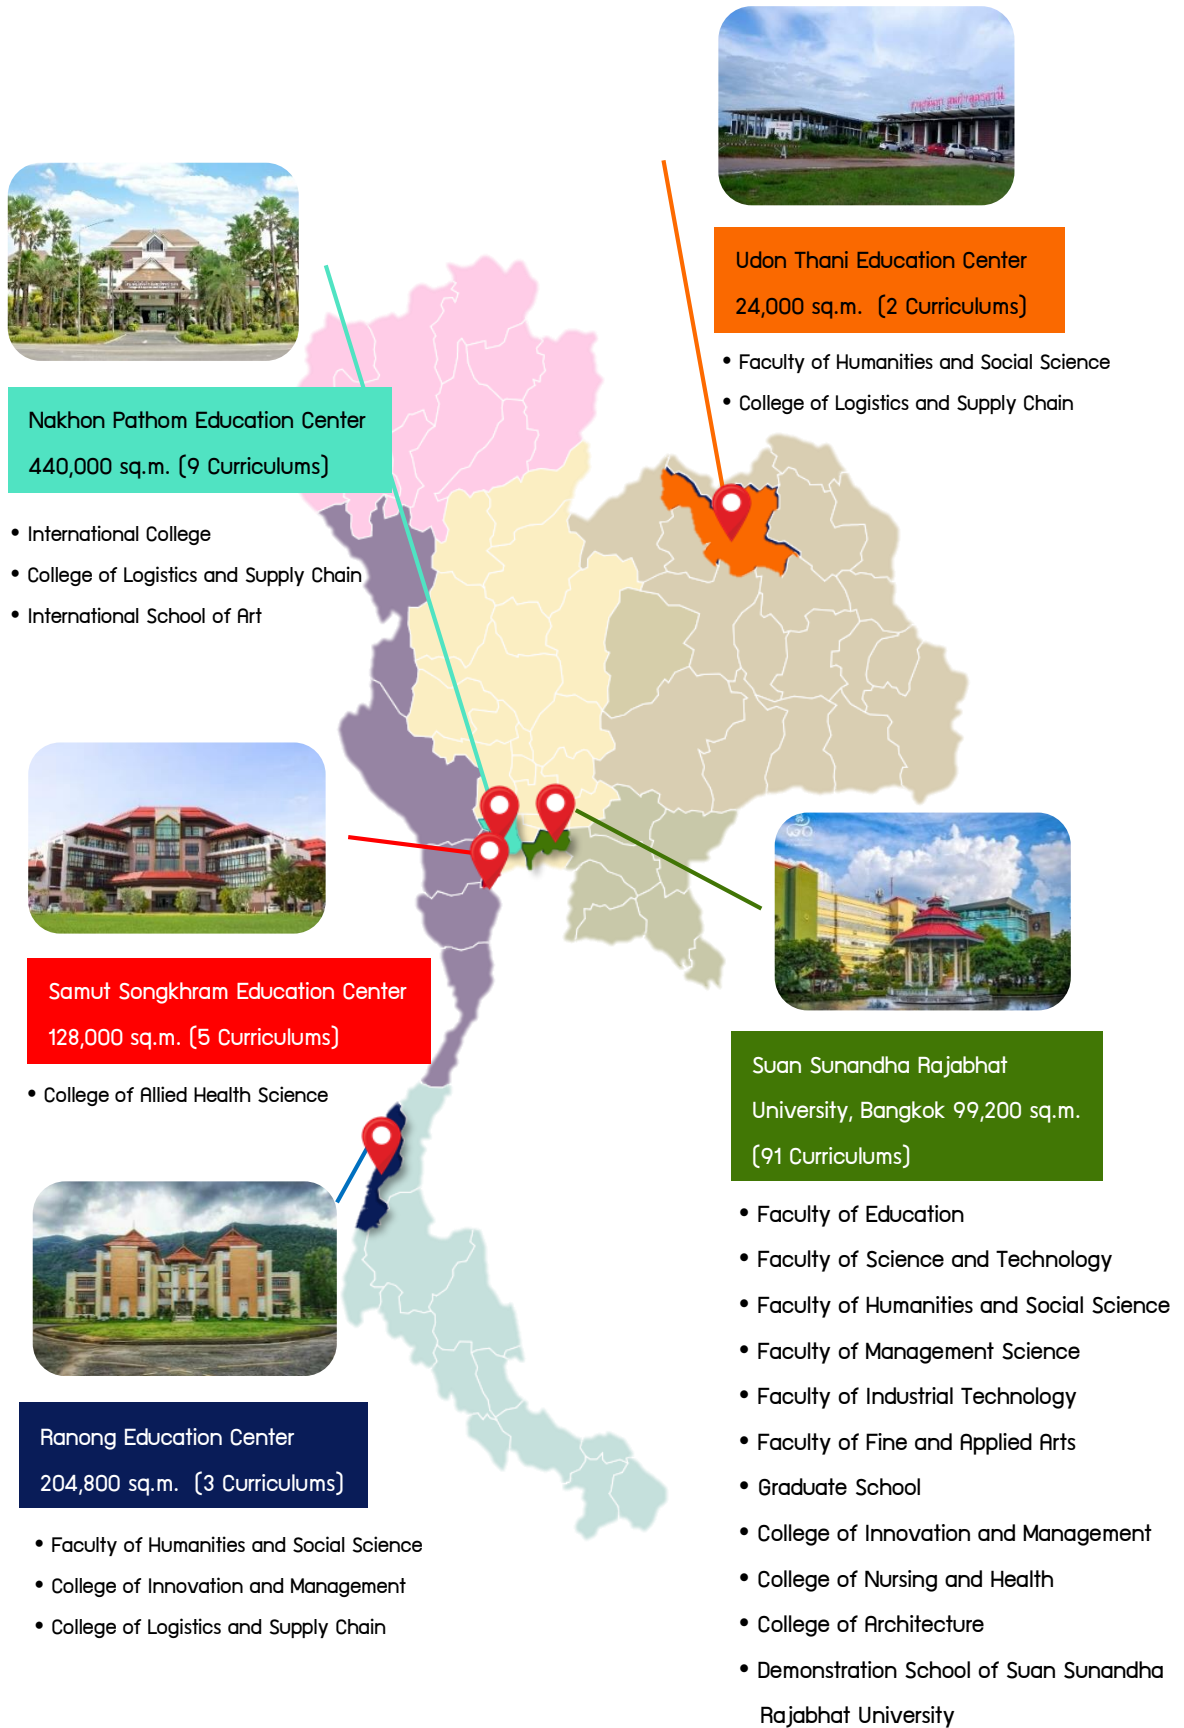 Udon Thani Education Center
24,000 sq.m. (2 Curriculums)
• Faculty of Humanities and Social Science
• College of Logistics and Supply Chain
Nakhon Pathom Education Center
440,000 sq.m. (9 Curriculums)
• International College
• College of Logistics and Supply Chain
• International School of Art
Samut Songkhram Education Center
128,000 sq.m. (5 Curriculums)
• College of Allied Health Science
Suan Sunandha Rajabhat
University, Bangkok 99,200 sq.m.
(91 Curriculums)
• Faculty of Education
• Faculty of Science and Technology
• Faculty of Humanities and Social Science
• Faculty of Management Science
• Faculty of Industrial Technology
• Faculty of Fine and Applied Arts
• Graduate School
• College of Innovation and Management
• College of Nursing and Health
• College of Architecture
• Demonstration School of Suan Sunandha
Rajabhat University
Ranong Education Center
204,800 sq.m. (3 Curriculums)
• Faculty of Humanities and Social Science
• College of Innovation and Management
• College of Logistics and Supply Chain